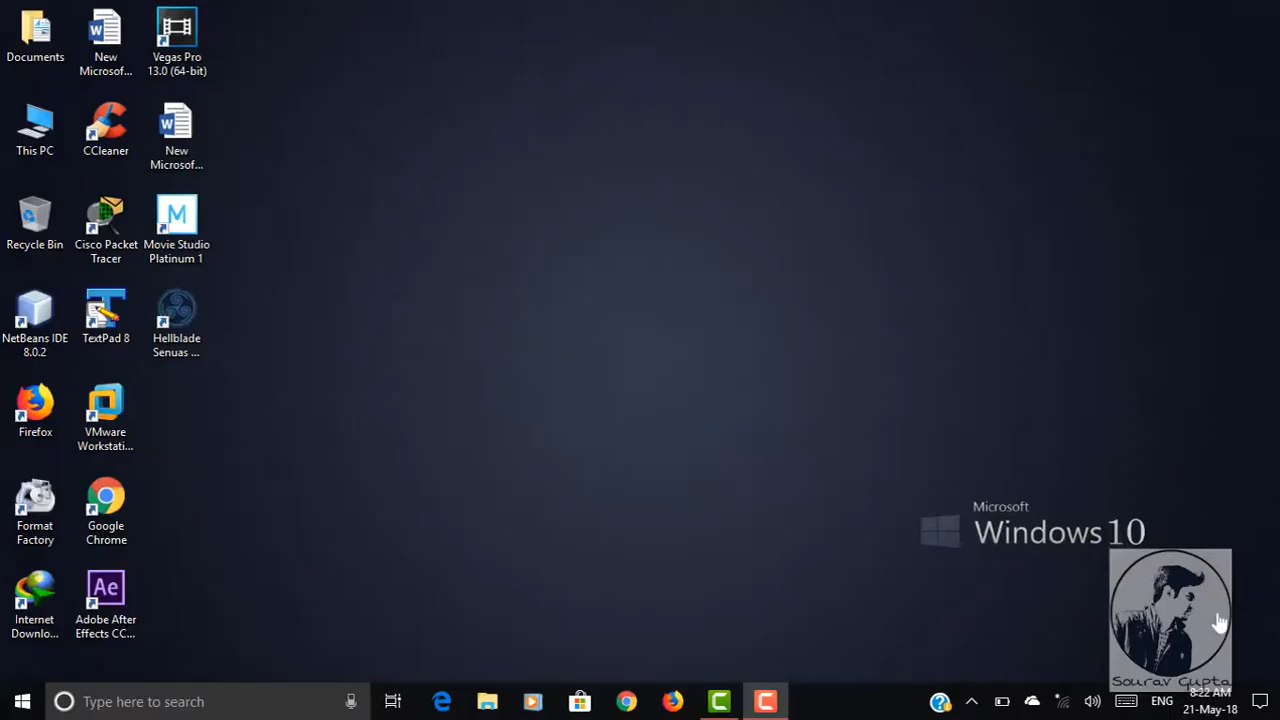 Documents
New
Microsof...
Vegas Pro
13.0 (64-bit)
This PC
CCleaner
New
Microsof...
Recycle Bin
Cisco Packet
Tracer
Movie Studio
Platinum 1
NetBeans IDE
8.0.2
TextPad 8
Hellblade
Senuas ...
Firefox
VMware
Workstati...
Format
Factory
Google
Chrome
Internet
Downlo...
Adobe After
Effects CC...
Microsoft
Windows 10
Sourav Gupta
Type here to search
ENG
8:22 AM
21-May-18